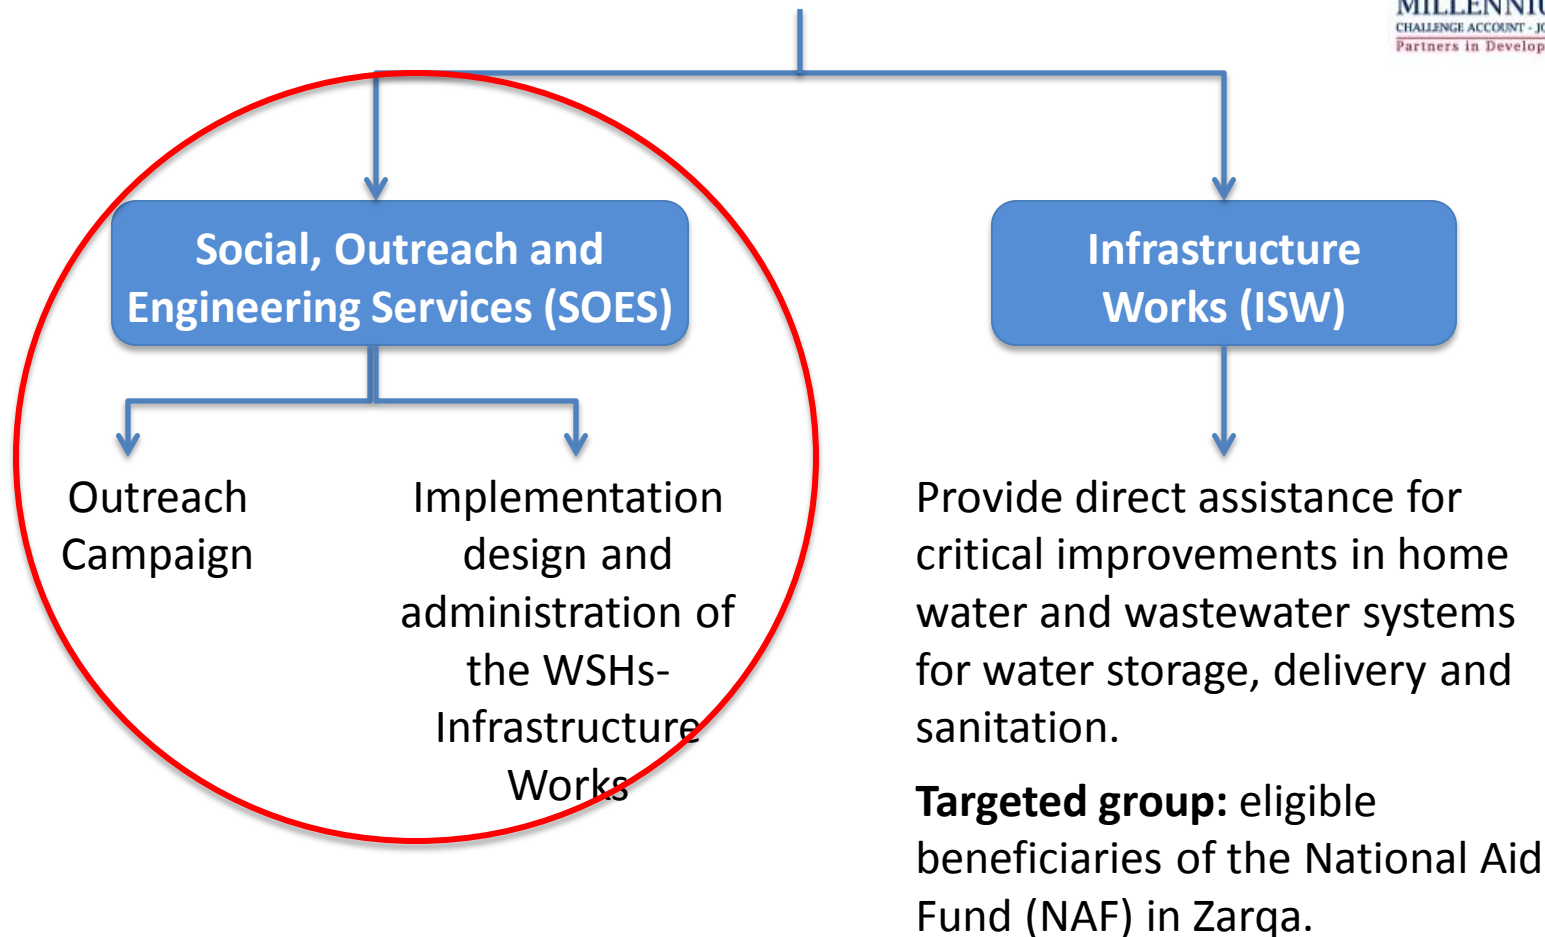 CHALLENGE ACCOUNT -
Partners in
Social, Outreach and
Engineering Services (SOES)
Infrastructure
Works (ISW)
Outreach
Campaign
Implementation
design and
administration of
the WSHs-
Infrastructure
Works
Provide direct assistance for
critical improvements in home
water and wastewater systems
for water storage, delivery and
sanitation.
Targeted group: eligible
beneficiaries of the National Aid
Fund (NAF) in Zarqa.